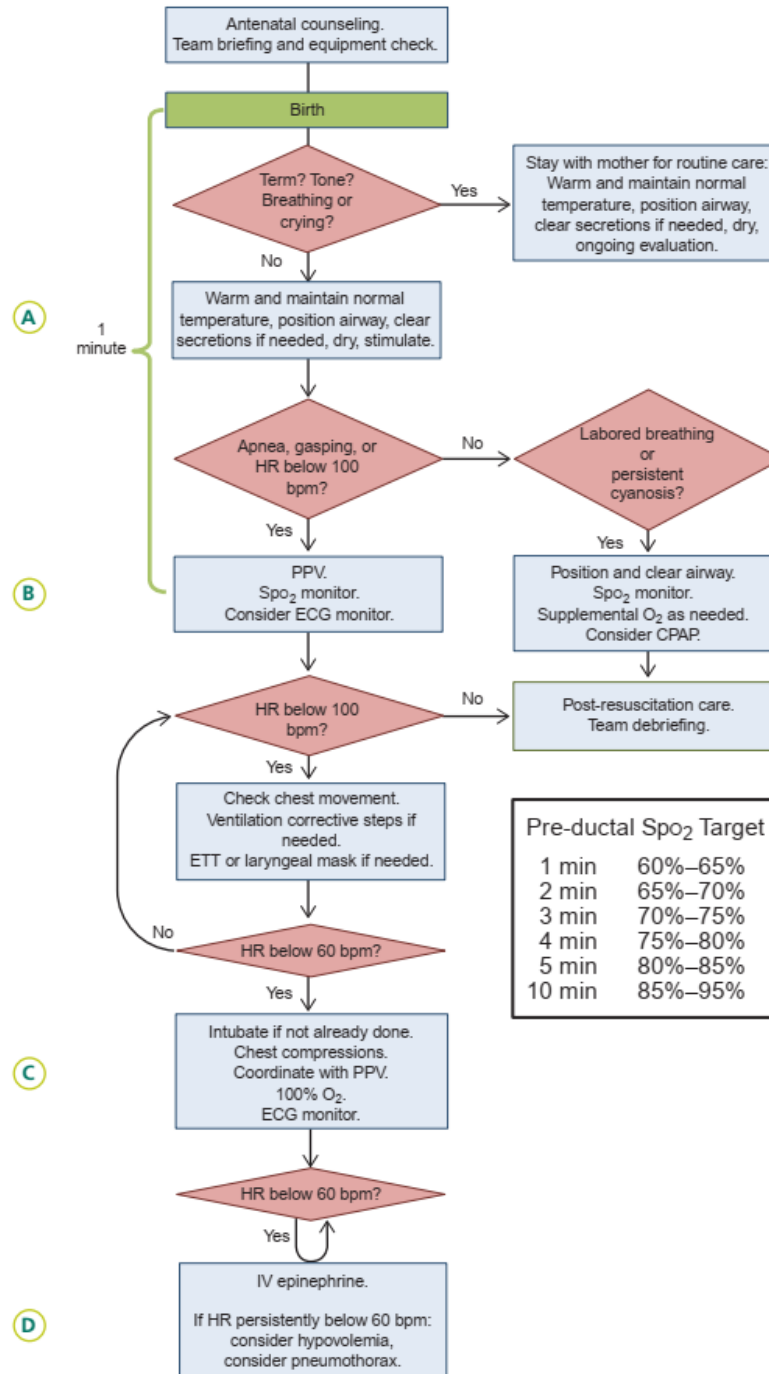 Antenatal counseling.
Team briefing and equipment check.
Birth
Term? Tone?
Breathing or
crying?
Yes
Stay with mother for routine care:
Warm and maintain normal
temperature, position airway,
clear secretions if needed, dry,
ongoing evaluation.
No
A
1
minute
Warm and maintain normal
temperature, position airway, clear
secretions if needed, dry, stimulate.
Apnea, gasping, or
HR below 100
bpm?
No
Labored breathing
or
persistent
cyanosis?
Yes
Yes
B
PPV.
Spo₂ monitor.
Consider ECG monitor.
Position and clear airway.
Spo₂ monitor.
Supplemental O₂ as needed.
Consider CPAP.
HR below 100
bpm?
No
Post-resuscitation care.
Team debriefing.
Yes
Check chest movement.
Ventilation corrective steps if
needed.
ETT or laryngeal mask if needed.
Pre-ductal Spo₂ Target
1 min 60%–65%
2 min 65%–70%
3 min 70%–75%
4 min 75%–80%
5 min 80%–85%
10 min 85%–95%
No
HR below 60 bpm?
Yes
C
Intubate if not already done.
Chest compressions.
Coordinate with PPV.
100% O₂.
ECG monitor.
HR below 60 bpm?
Yes
D
IV epinephrine.
If HR persistently below 60 bpm:
consider hypovolemia,
consider pneumothorax.